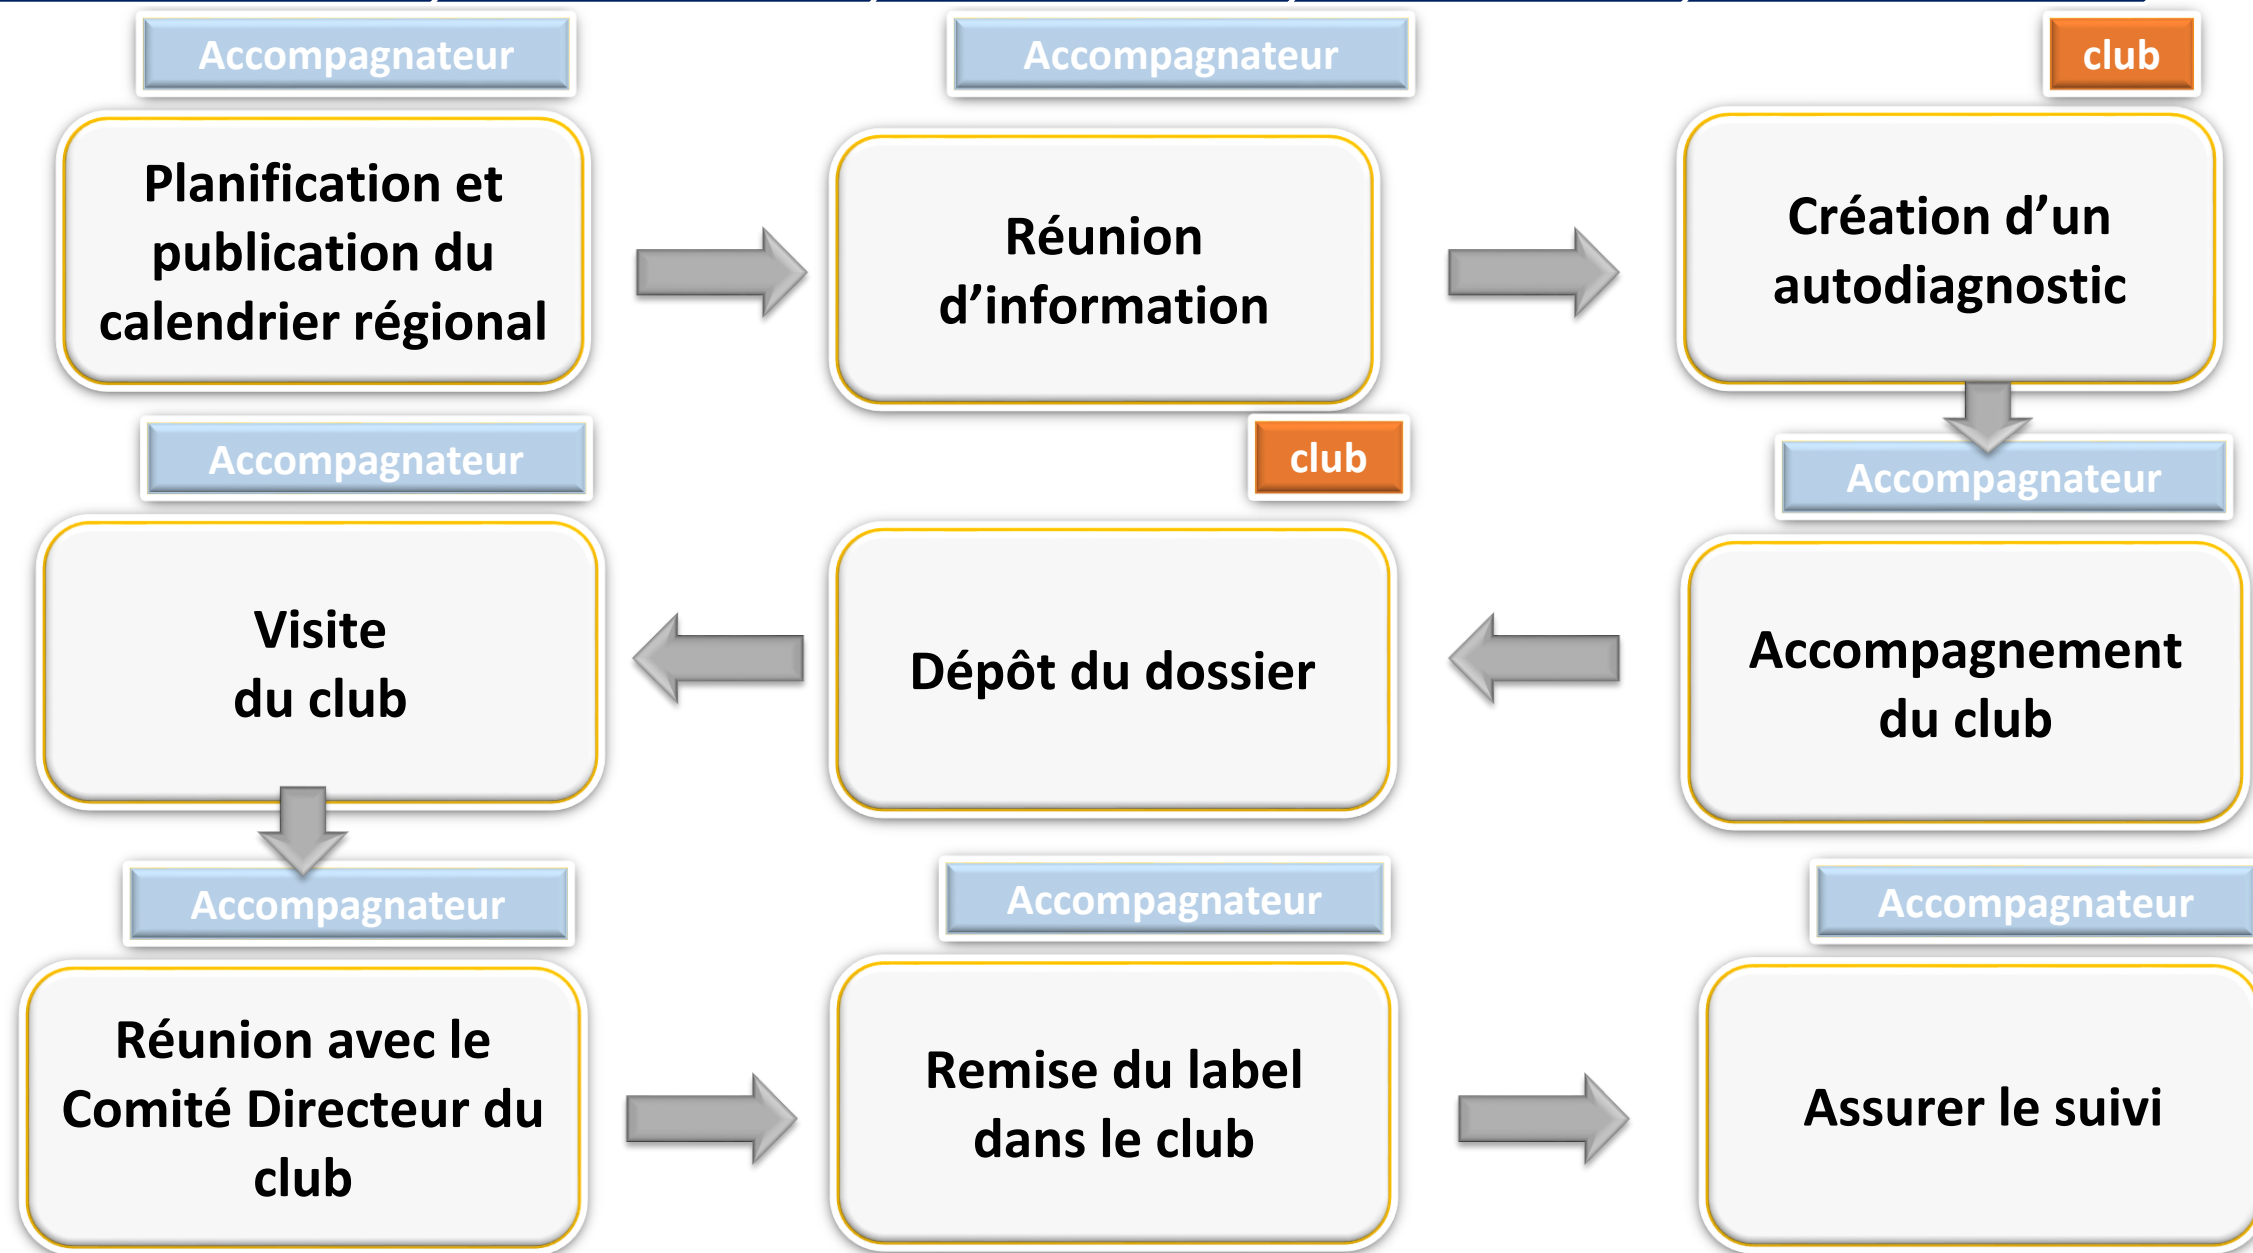 Accompagnateur
Planification et
publication du
calendrier régional
Accompagnateur
Réunion
d’information
club
Création d’un
autodiagnostic
Accompagnateur
Accompagnement
du club
club
Dépôt du dossier
Accompagnateur
Visite
du club
Accompagnateur
Réunion avec le
Comité Directeur du
club
Accompagnateur
Remise du label
dans le club
Accompagnateur
Assurer le suivi